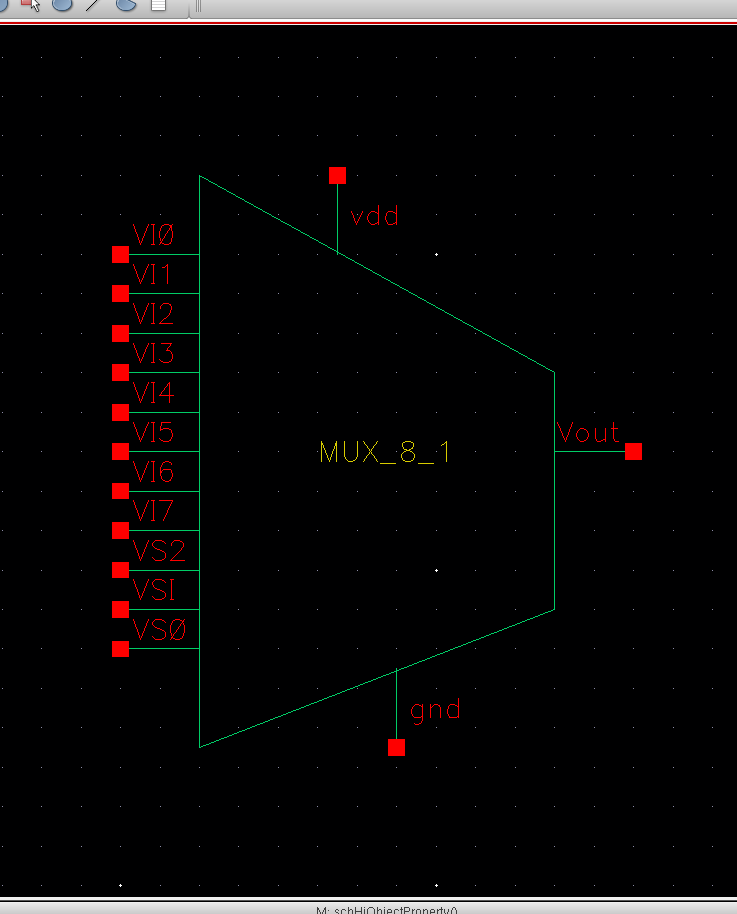 vdd
VI0
VI1
VI2
VI3
VI4
VI5
VI6
VI7
VS2
VSI
VS0
MUX_8_1
Vout
gnd
M: schHiObjectProperty()